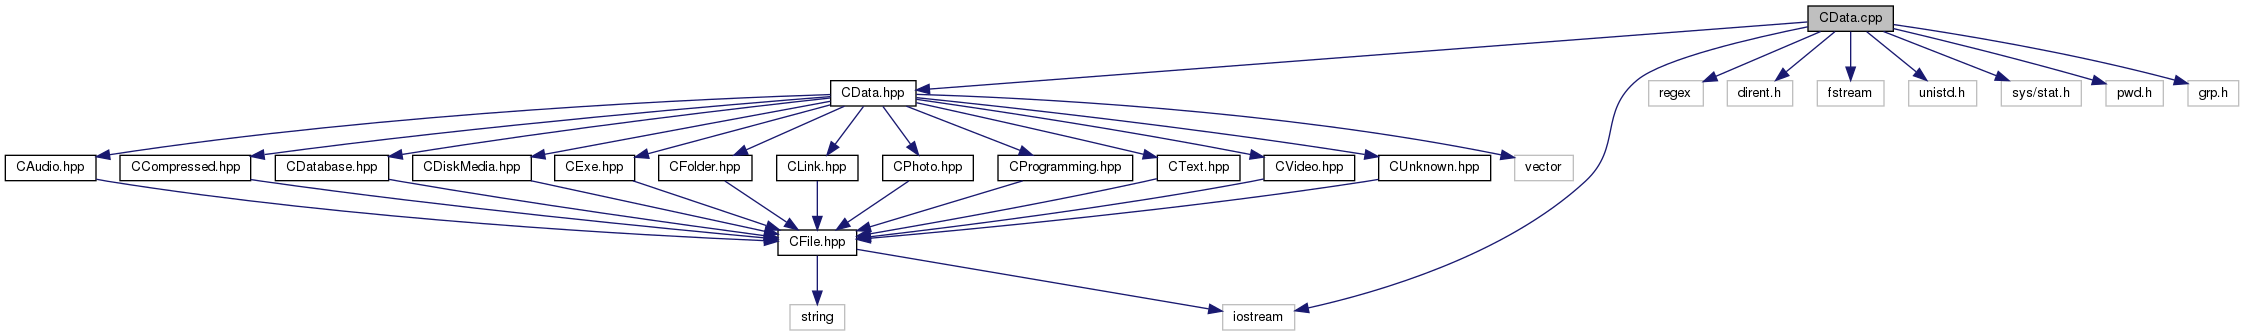 CData.cpp
CData.hpp
regex
dirent.h
fstream
unistd.h
sys/stat.h
pwd.h
grp.h
CAudio.hpp
CCompressed.hpp
CDatabase.hpp
CDiskMedia.hpp
CExe.hpp
CFolder.hpp
CLink.hpp
CPhoto.hpp
CProgramming.hpp
CText.hpp
CVideo.hpp
CUnknown.hpp
vector
CFile.hpp
string
iostream